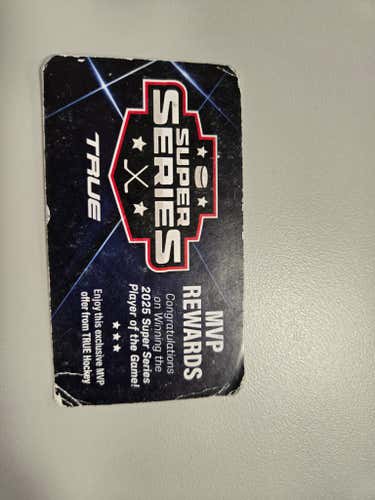 SUPER
SERIES
TRUE
MVP
REWARDS
Congratulations
on Winning the
2025 Super Series
Player of the Game!
Enjoy this exclusive MVP
offer from TRUE Hockey